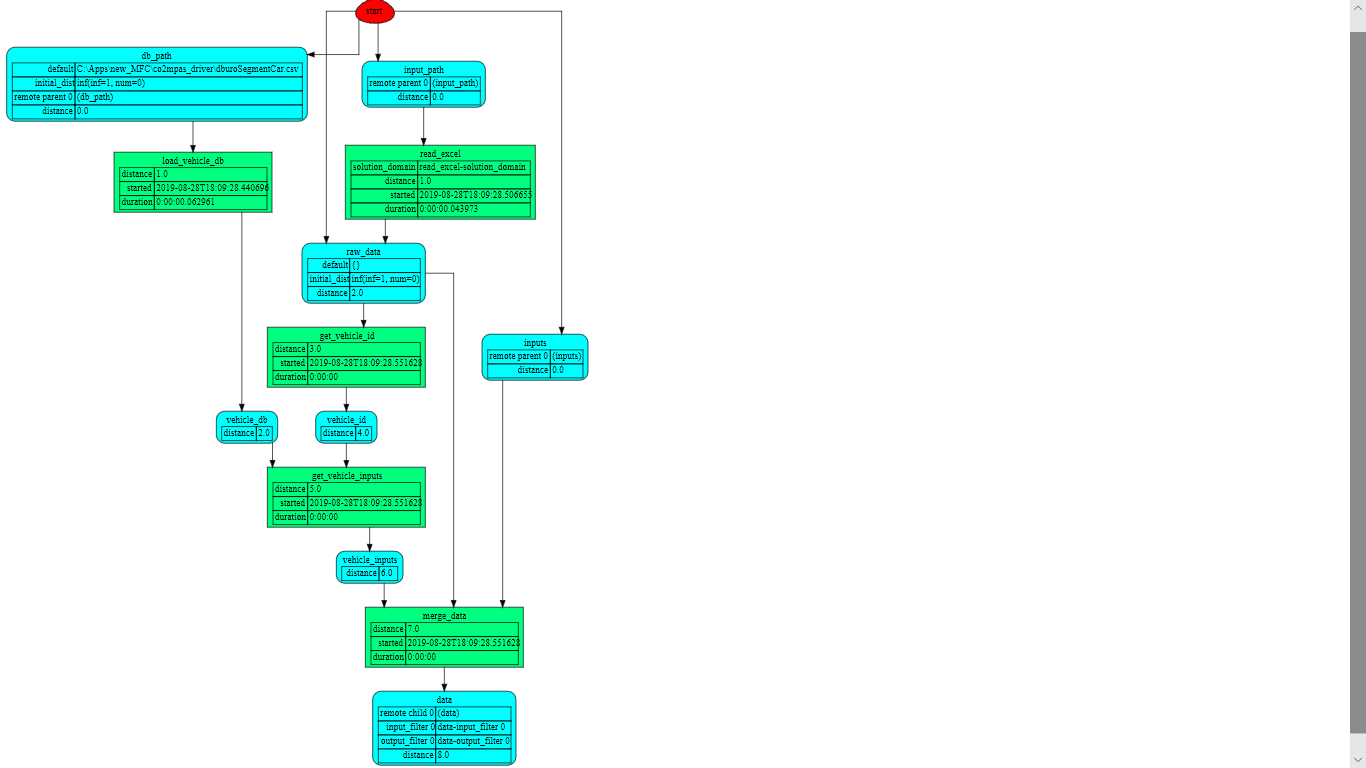 start
db_path
default C:\Apps\new_MFC\co2mpas_driver\dburoSegmentCar.csv
initial_dist inf(inf=1, num=0)
remote parent 0 (db_path)
distance 0.0
input_path
remote parent 0 (input_path)
distance 0.0
load_vehicle_db
distance 1.0
started 2019-08-28T18:09:28.440696
duration 0:00:00.062961
read_excel
solution_domain read_excel-solution_domain
distance 1.0
started 2019-08-28T18:09:28.506655
duration 0:00:00.043973
raw_data
default {}
initial_dist inf(inf=1, num=0)
distance 2.0
get_vehicle_id
distance 3.0
started 2019-08-28T18:09:28.551628
duration 0:00:00
inputs
remote parent 0 (inputs)
distance 0.0
vehicle_db
distance 2.0
vehicle_id
distance 4.0
get_vehicle_inputs
distance 5.0
started 2019-08-28T18:09:28.551628
duration 0:00:00
vehicle_inputs
distance 6.0
merge_data
distance 7.0
started 2019-08-28T18:09:28.551628
duration 0:00:00
data
remote child 0 (data)
input_filter 0 data-input_filter 0
output_filter 0 data-output_filter 0
distance 8.0